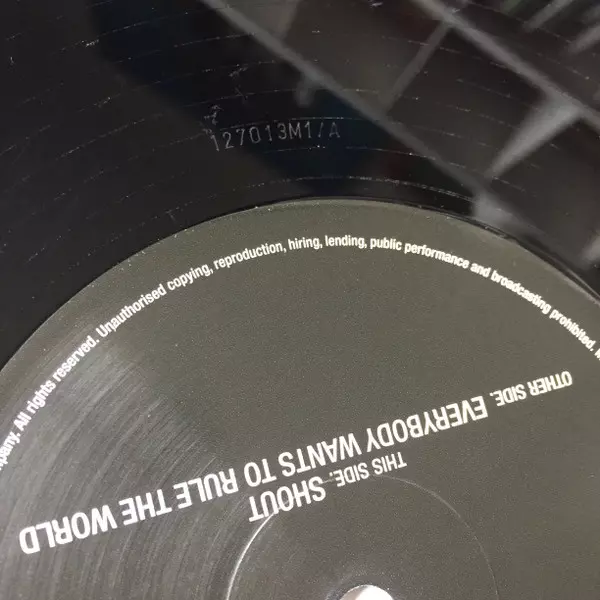 127013M1/A
mpany. All rights reserved. Unauthorised copying, reproduction, hiring, lending, public performance and broadcasting prohibited. M
THIS SIDE. SHOUT
OTHER SIDE. EVERYBODY WANTS TO RULE THE WORLD